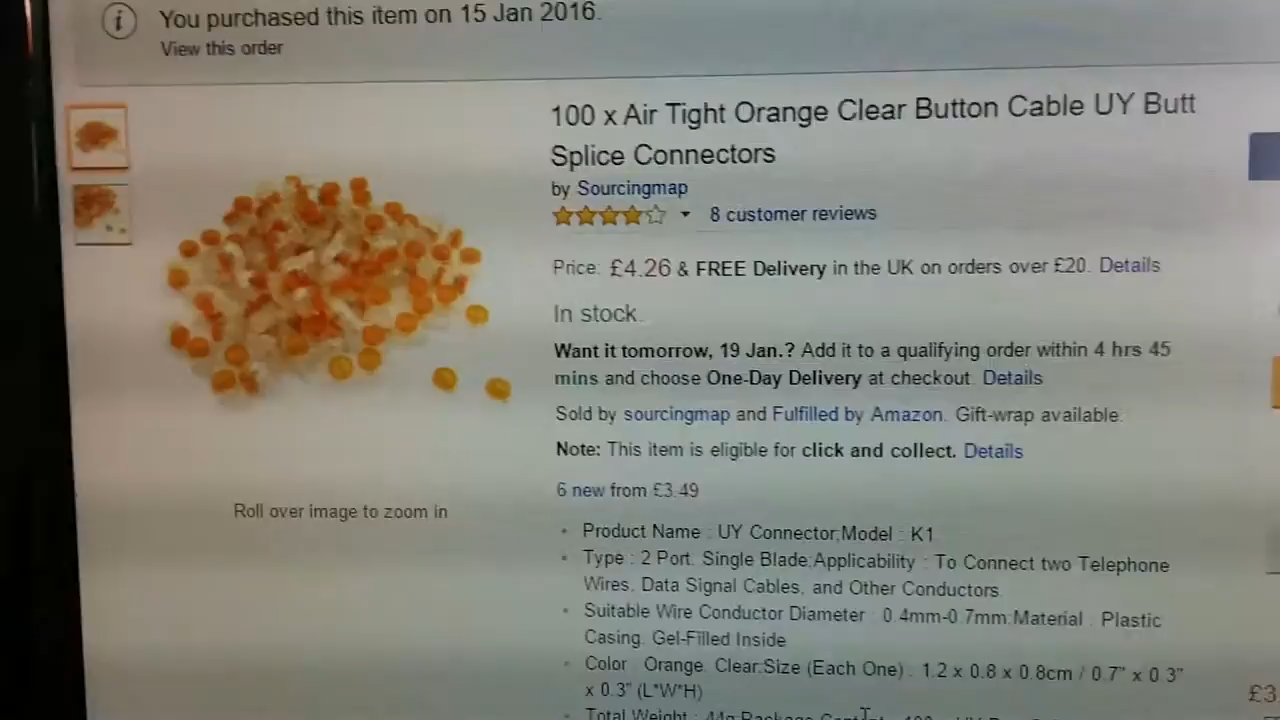 You purchased this item on 15 Jan 2016.
View this order
100 x Air Tight Orange Clear Button Cable UY Butt
Splice Connectors
by Sourcingmap
8 customer reviews
Price: £4.26 & FREE Delivery in the UK on orders over £20. Details
In stock.
Want it tomorrow, 19 Jan.? Add it to a qualifying order within 4 hrs 45
mins and choose One-Day Delivery at checkout. Details
Sold by sourcingmap and Fulfilled by Amazon. Gift-wrap available.
Note: This item is eligible for click and collect. Details
6 new from £3.49
Roll over image to zoom in
• Product Name : UY Connector;Model : K1
• Type : 2 Port. Single Blade;Applicability : To Connect two Telephone
Wires, Data Signal Cables, and Other Conductors
• Suitable Wire Conductor Diameter : 0.4mm-0.7mm;Material : Plastic
Casing, Gel-Filled Inside
• Color : Orange, Clear;Size (Each One) : 1.2 x 0.8 x 0.8cm / 0.7" x 0.3"
x 0.3" (L*W*H)
£3
• Total Weight : 44g;Package